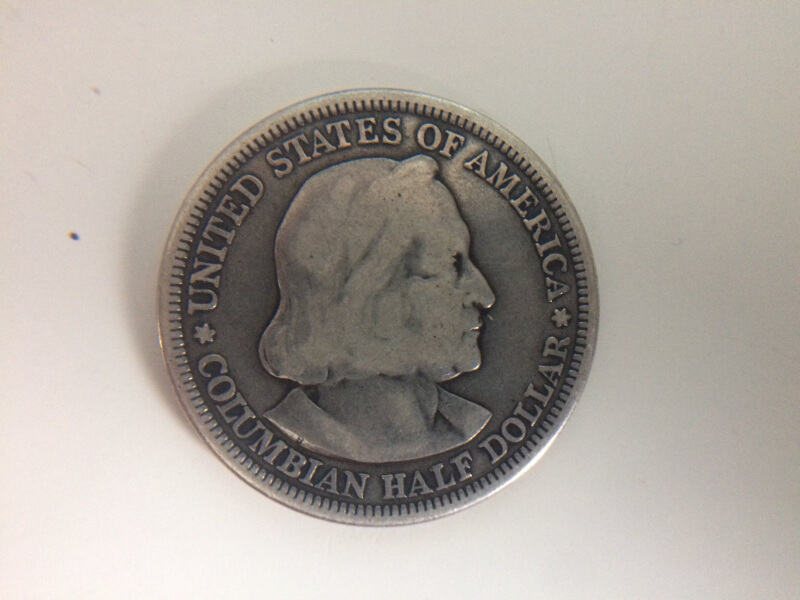 UNITED STATES OF AMERICA
COLUMBIAN HALF DOLLAR